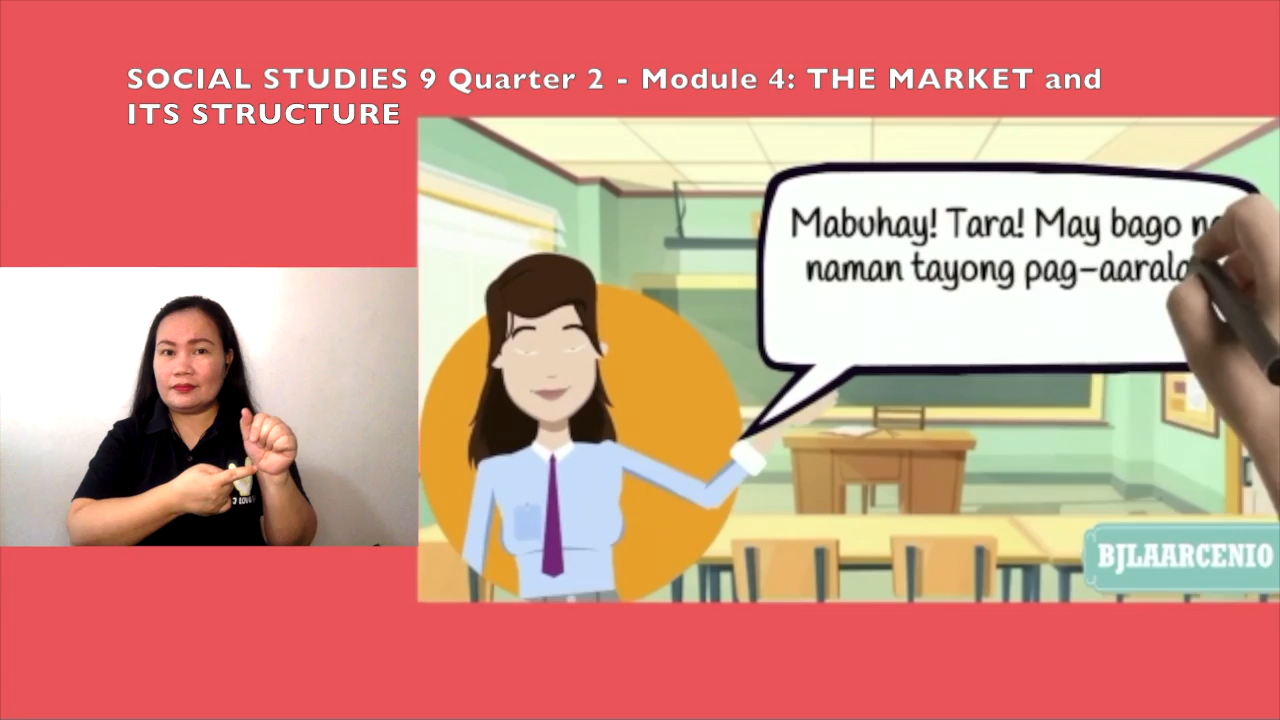 SOCIAL STUDIES 9 Quarter 2 - Module 4: THE MARKET and
ITS STRUCTURE
Mabuhay! Tara! May bago
naman tayong
BJLAARCENIO